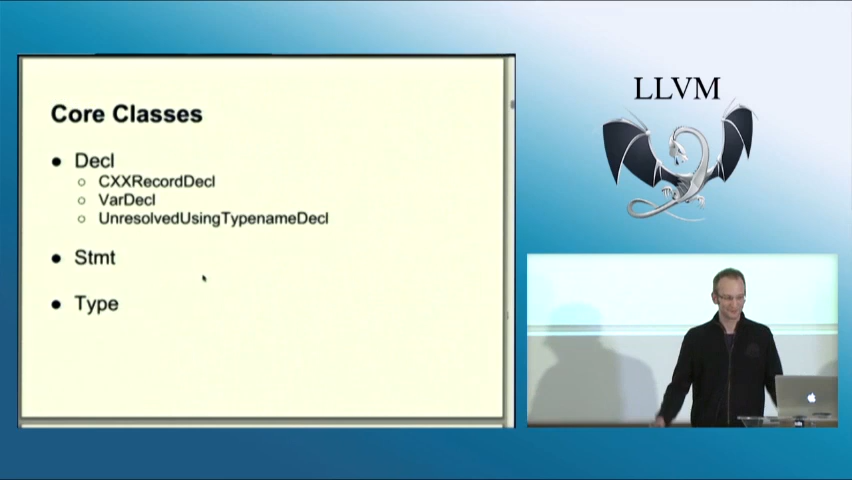 Core Classes
● Decl
○ CXXRecordDecl
○ VarDecl
○ UnresolvedUsingTypenameDecl
● Stmt
● Type
LLVM